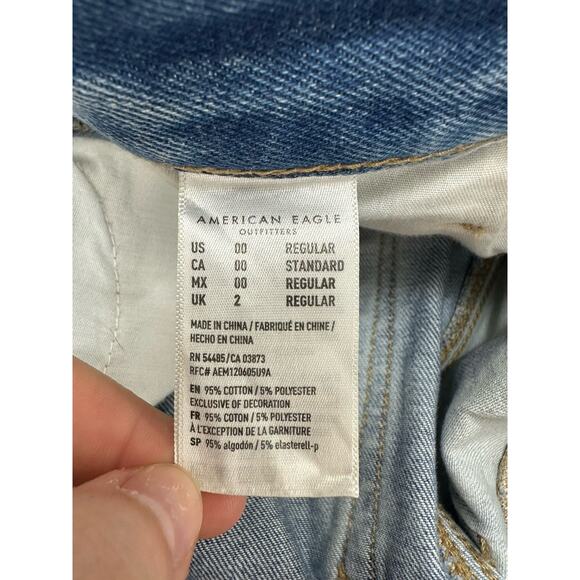 AMERICAN EAGLE
OUTFITTERS
US 00 REGULAR
CA 00 STANDARD
MX 00 REGULAR
UK 2 REGULAR
MADE IN CHINA / FABRIQUÉ EN CHINE /
HECHO EN CHINA
RN 54485/CA 03873
RFC# AEM120605U9A
EN 95% COTTON / 5% POLYESTER
EXCLUSIVE OF DECORATION
FR 95% COTON / 5% POLYESTER
À L'EXCEPTION DE LA GARNITURE
SP 95% algodón / 5% elasterell-p